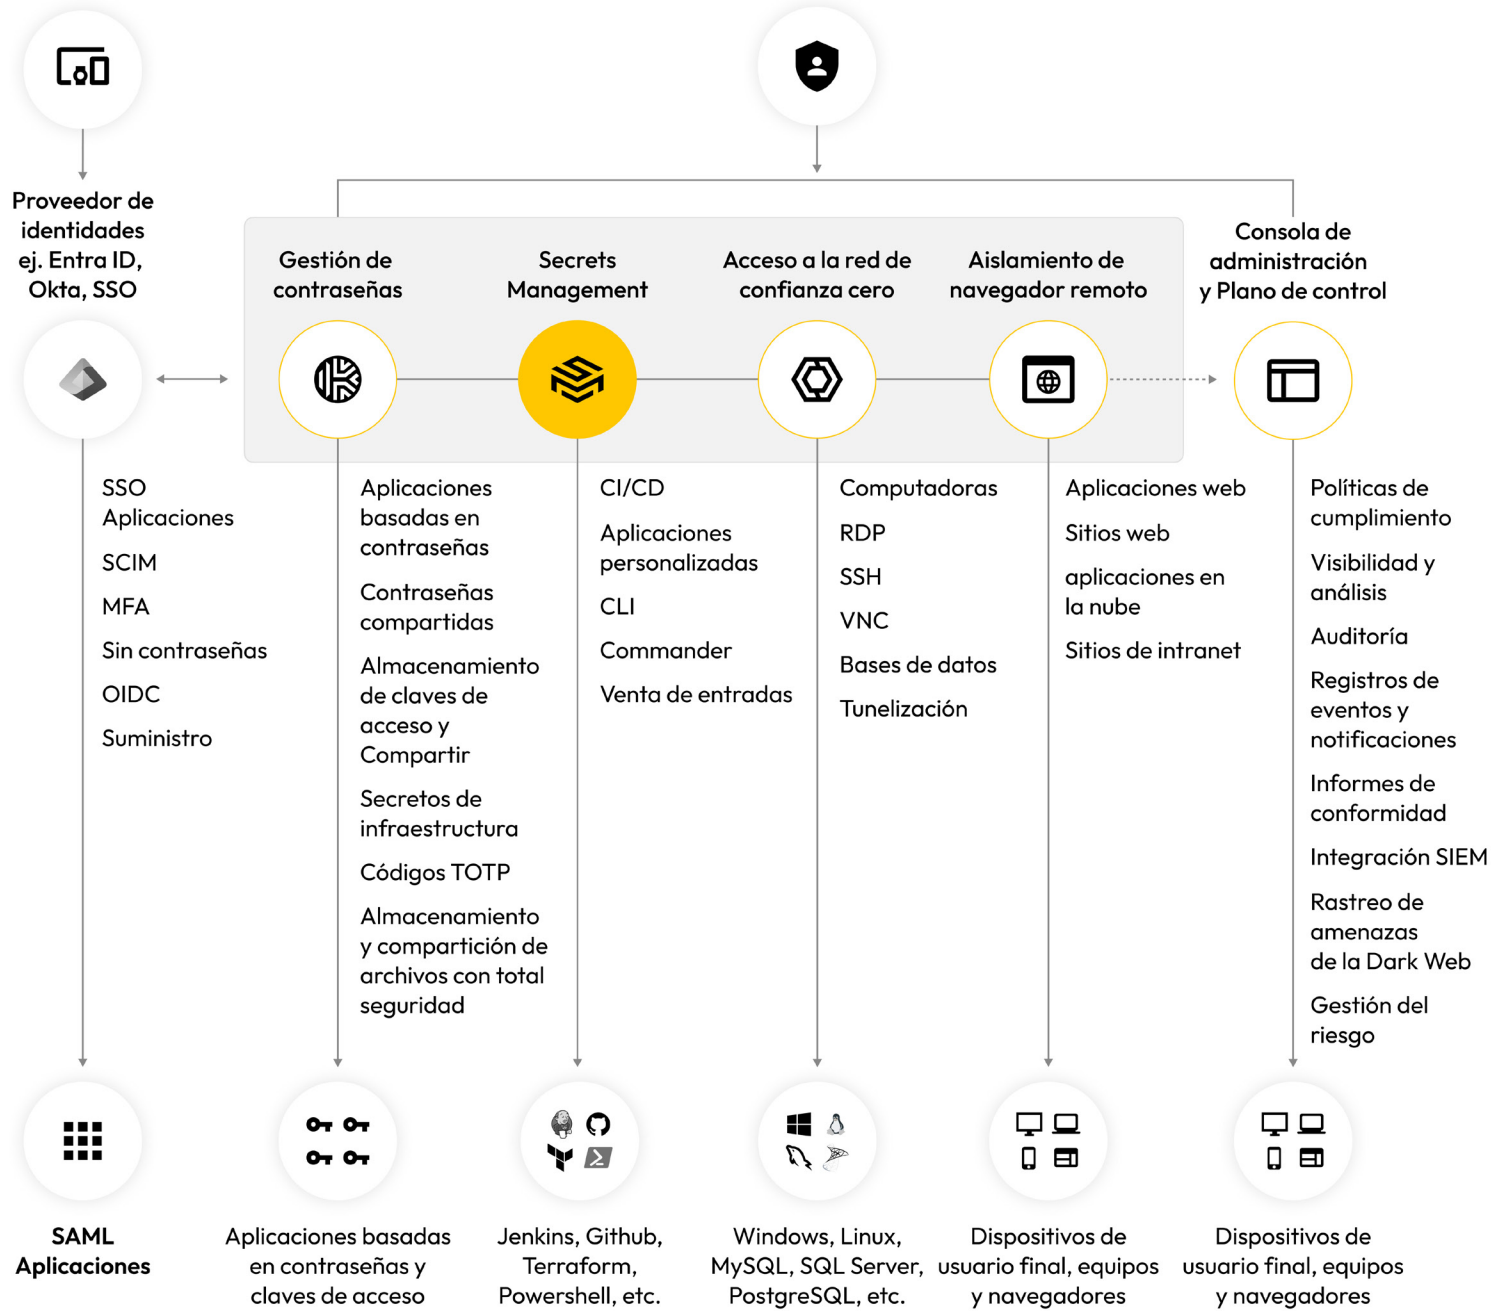 Proveedor de
identidades
ej. Entra ID,
Okta, SSO
Gestión de
contraseñas
Secrets
Management
Acceso a la red de
confianza cero
Aislamiento de
navegador remoto
Consola de
administración
y Plano de control
SSO
Aplicaciones
SCIM
MFA
Sin contraseñas
OIDC
Suministro
Aplicaciones
basadas en
contraseñas
Contraseñas
compartidas
Almacenamiento
de claves de
acceso y
Compartir
Secretos de
infraestructura
Códigos TOTP
Almacenamiento
y compartición de
archivos con total
seguridad
CI/CD
Aplicaciones
personalizadas
CLI
Commander
Venta de entradas
Computadoras
RDP
SSH
VNC
Bases de datos
Tunelización
Aplicaciones web
Sitios web
aplicaciones en
la nube
Sitios de intranet
Políticas de
cumplimiento
Visibilidad y
análisis
Auditoría
Registros de
eventos y
notificaciones
Informes de
conformidad
Integración SIEM
Rastreo de
amenazas
de la Dark Web
Gestión del
riesgo
SAML
Aplicaciones
Aplicaciones basadas
en contraseñas y
claves de acceso
Jenkins, Github,
Terraform,
Powershell, etc.
Windows, Linux,
MySQL, SQL Server,
PostgreSQL, etc.
Dispositivos de
usuario final, equipos
y navegadores
Dispositivos de
usuario final, equipos
y navegadores